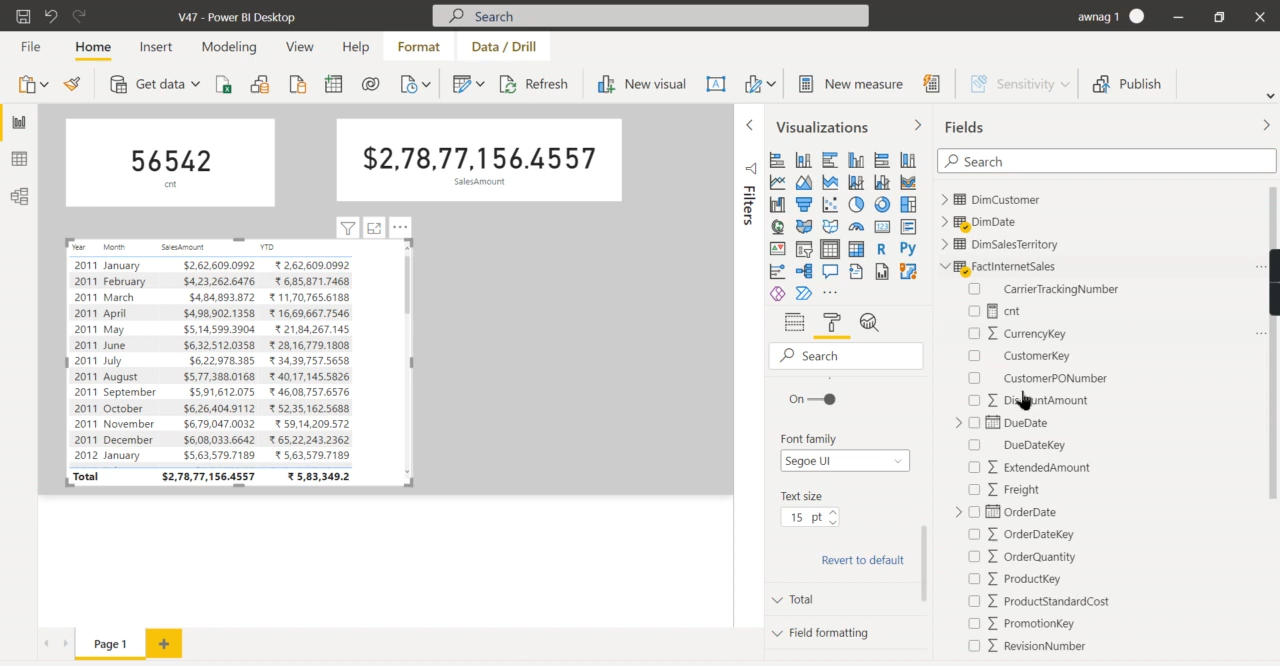 V47 - Power BI Desktop
Search
awnag 1
File Home Insert Modeling View Help Format Data / Drill
Get data
Refresh
New visual
A
New measure
Sensitivity
Publish
56542
cnt
$2,78,77,156.4557
SalesAmount
Year Month SalesAmount YTD
2011 January $2,62,609.0992 ₹ 2,62,609.0992
2011 February $4,23,262.6476 ₹ 6,85,871.7468
2011 March $4,84,893.872 ₹ 11,70,765.6188
2011 April $4,98,902.1358 ₹ 16,69,667.7546
2011 May $5,14,599.3904 ₹ 21,84,267.145
2011 June $6,32,512.0358 ₹ 28,16,779.1808
2011 July $6,22,978.385 ₹ 34,39,757.5658
2011 August $5,77,388.0168 ₹ 40,17,145.5826
2011 September $5,91,612.075 ₹ 46,08,757.6576
2011 October $6,26,404.9112 ₹ 52,35,162.5688
2011 November $6,79,047.0032 ₹ 59,14,209.572
2011 December $6,08,033.6642 ₹ 65,22,243.2362
2012 January $5,63,579.7189 ₹ 5,63,579.7189
Total $2,78,77,156.4557 ₹ 5,83,349.2
Page 1
Filters
Visualizations
R Py
Search
On
Font family
Segoe UI
Text size
15 pt
Revert to default
Total
Field formatting
Fields
Search
DimCustomer
DimDate
DimSalesTerritory
FactInternetSales
CarrierTrackingNumber
cnt
CurrencyKey
CustomerKey
CustomerPONumber
DueDate
DueDateKey
ExtendedAmount
Freight
OrderDate
OrderDateKey
OrderQuantity
ProductKey
ProductStandardCost
PromotionKey
RevisionNumber